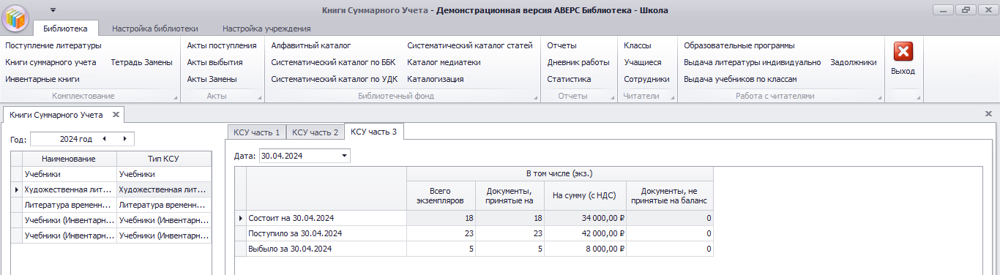 Книги Суммарного Учета - Демонстрационная версия АВЕРС Библиотека - Школа
Библиотека Настройка библиотеки Настройка учреждения
Поступление литературы
Книги суммарного учета Тетрадь Замены
Инвентарные книги
Комплектование
Акты поступления
Акты выбытия
Акты Замены
Акты
Алфавитный каталог Систематический каталог статей
Систематический каталог по ББК Каталог медиатеки
Систематический каталог по УДК Каталогизация
Библиотечный фонд
Отчеты
Дневник работы
Статистика
Отчеты
Классы
Учащиеся
Сотрудники
Читатели
Образовательные программы
Выдача литературы индивидуально Задолжники
Выдача учебников по классам
Работа с читателями
Выход
Книги Суммарного Учета
Год: 2024 год
Наименование Тип КСУ
Учебники Учебники
Художественная лит... Художественная лит...
Литература временн... Литература временн...
Учебники (Инвентарн... Учебники (Инвентарн...
Учебники (Инвентарн... Учебники (Инвентарн...
КСУ часть 1 КСУ часть 2 КСУ часть 3
Дата: 30.04.2024
В том числе (экз.)
Всего экземпляров Документы, принятые на На сумму (с НДС) Документы, не принятые на баланс
Состоит на 30.04.2024 18 18 34 000,00 ₽ 0
Поступило за 30.04.2024 23 23 42 000,00 ₽ 0
Выбыло за 30.04.2024 5 5 8 000,00 ₽ 0